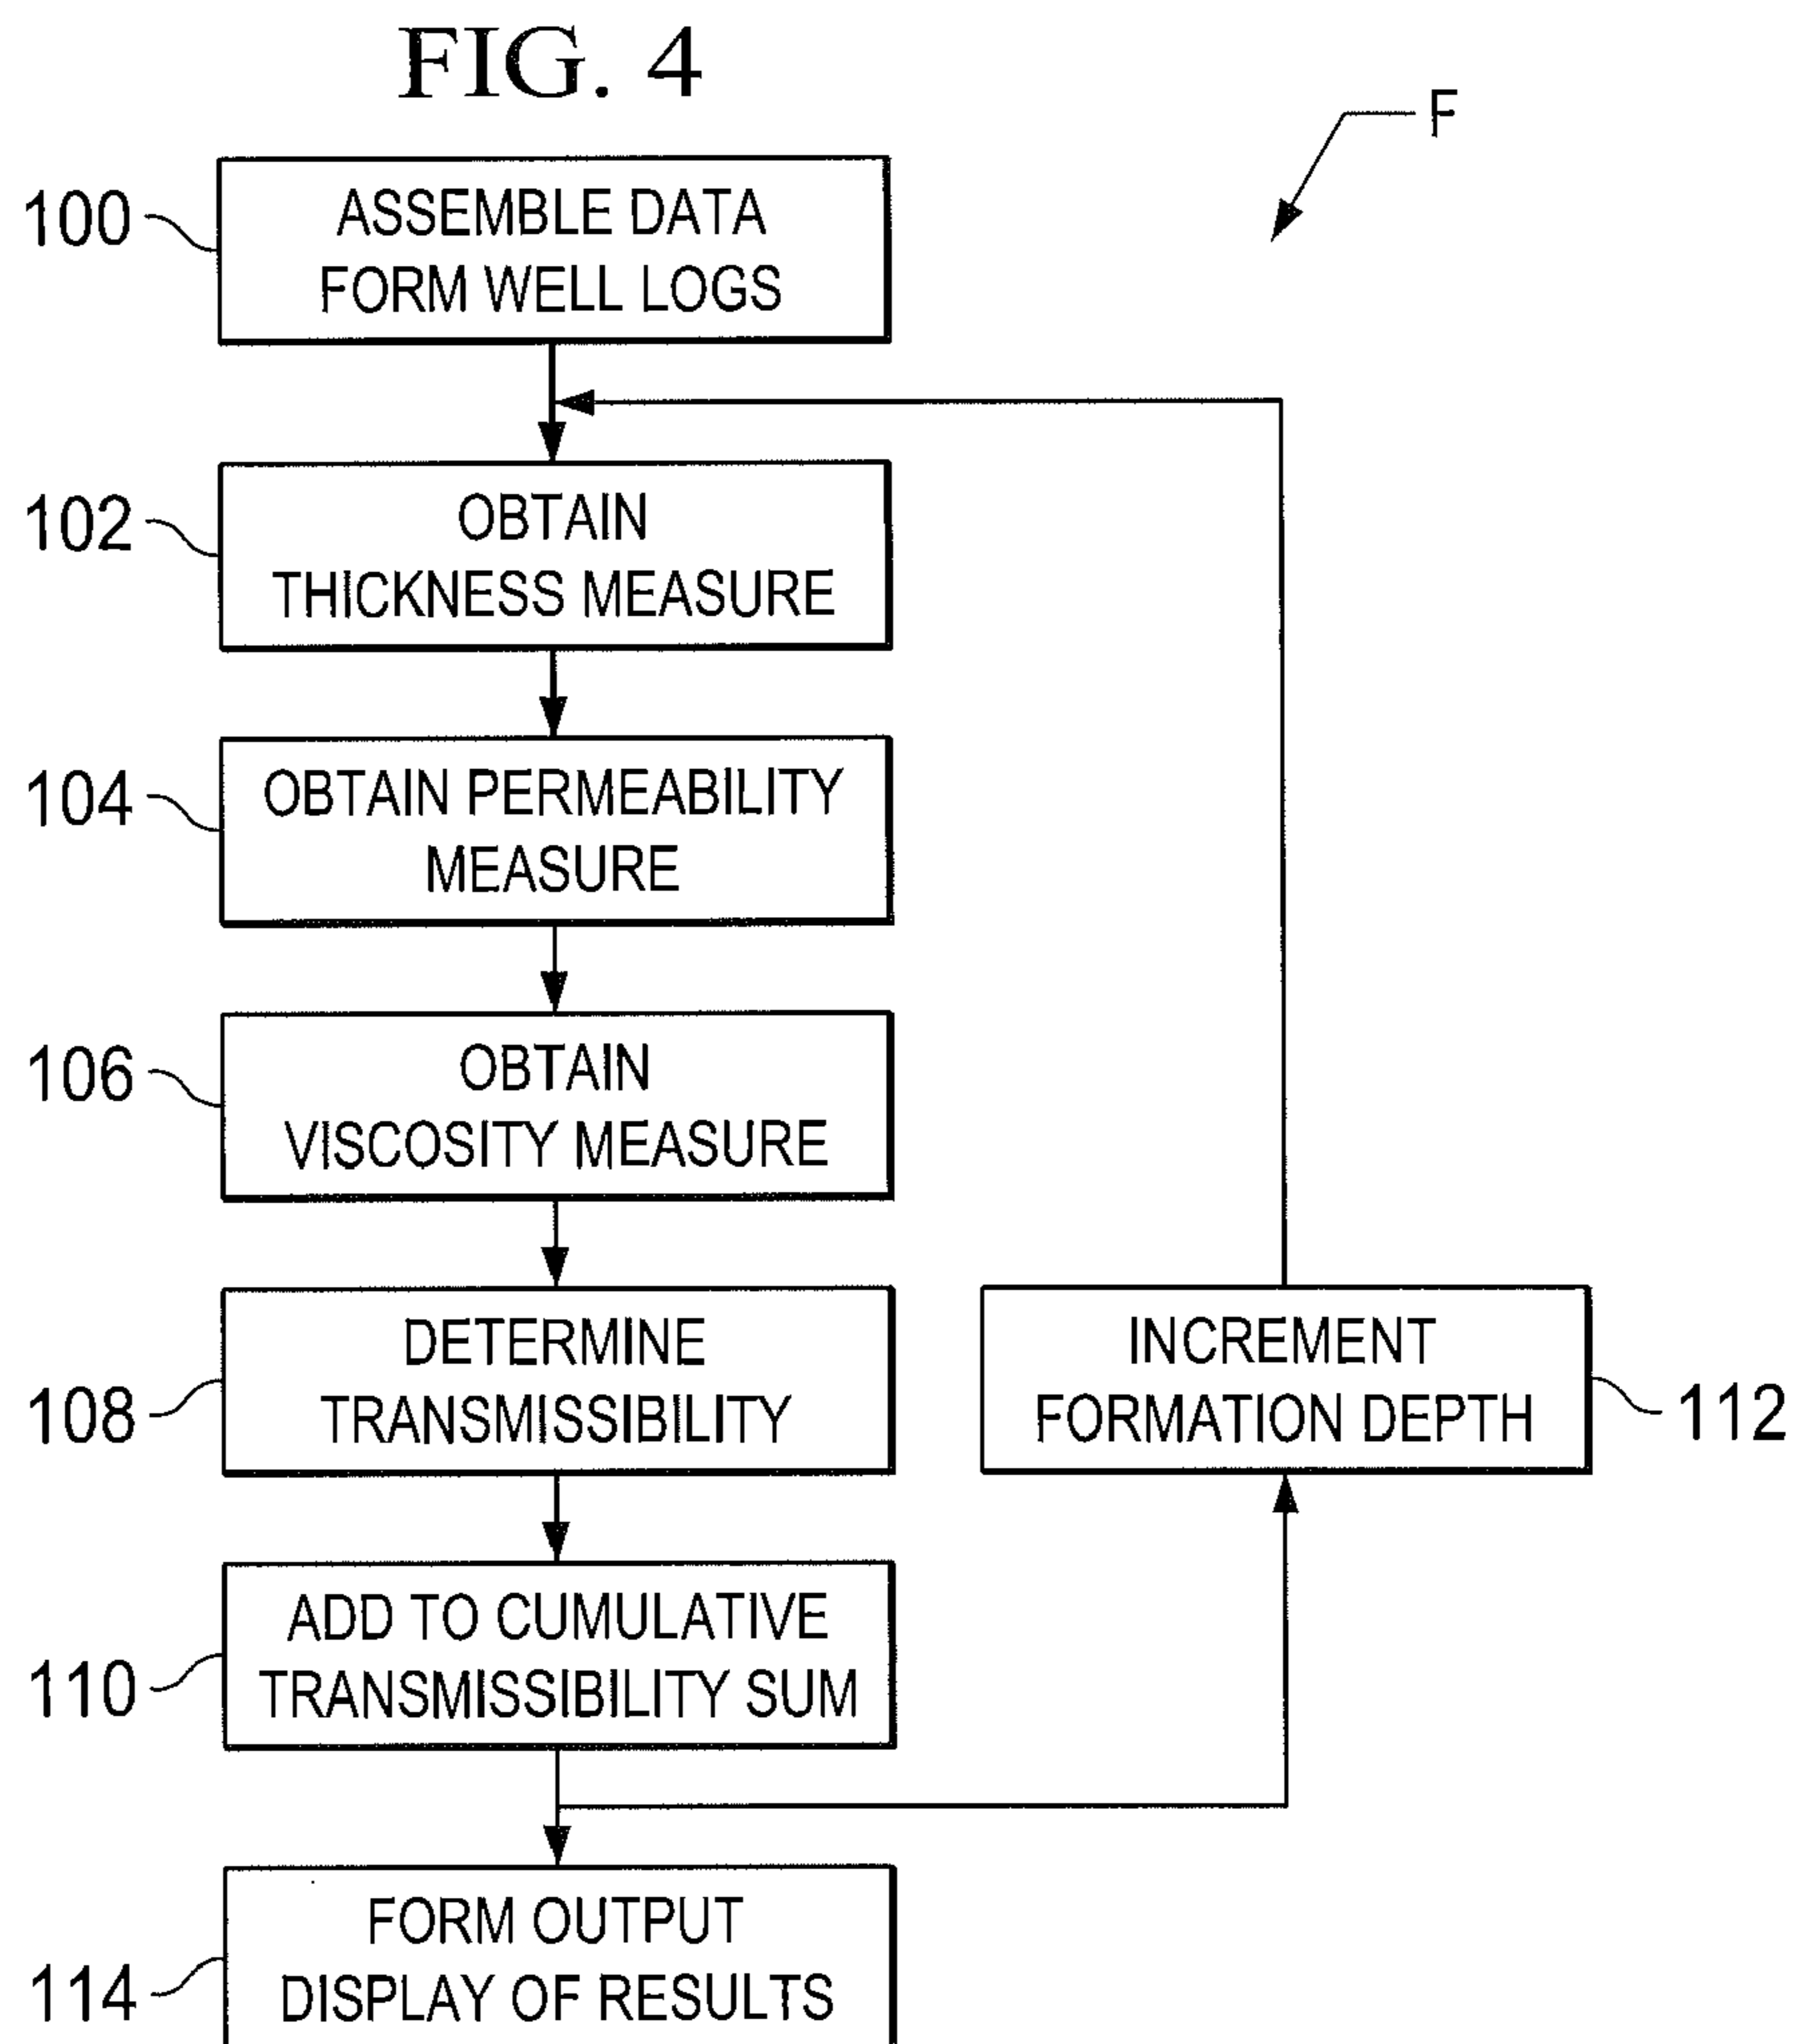 FIG. 4
F
100
ASSEMBLE DATA
FORM WELL LOGS
102
OBTAIN
THICKNESS MEASURE
104
OBTAIN PERMEABILITY
MEASURE
106
OBTAIN
VISCOSITY MEASURE
108
DETERMINE
TRANSMISSIBILITY
INCREMENT
FORMATION DEPTH
112
110
ADD TO CUMULATIVE
TRANSMISSIBILITY SUM
114
FORM OUTPUT
DISPLAY OF RESULTS